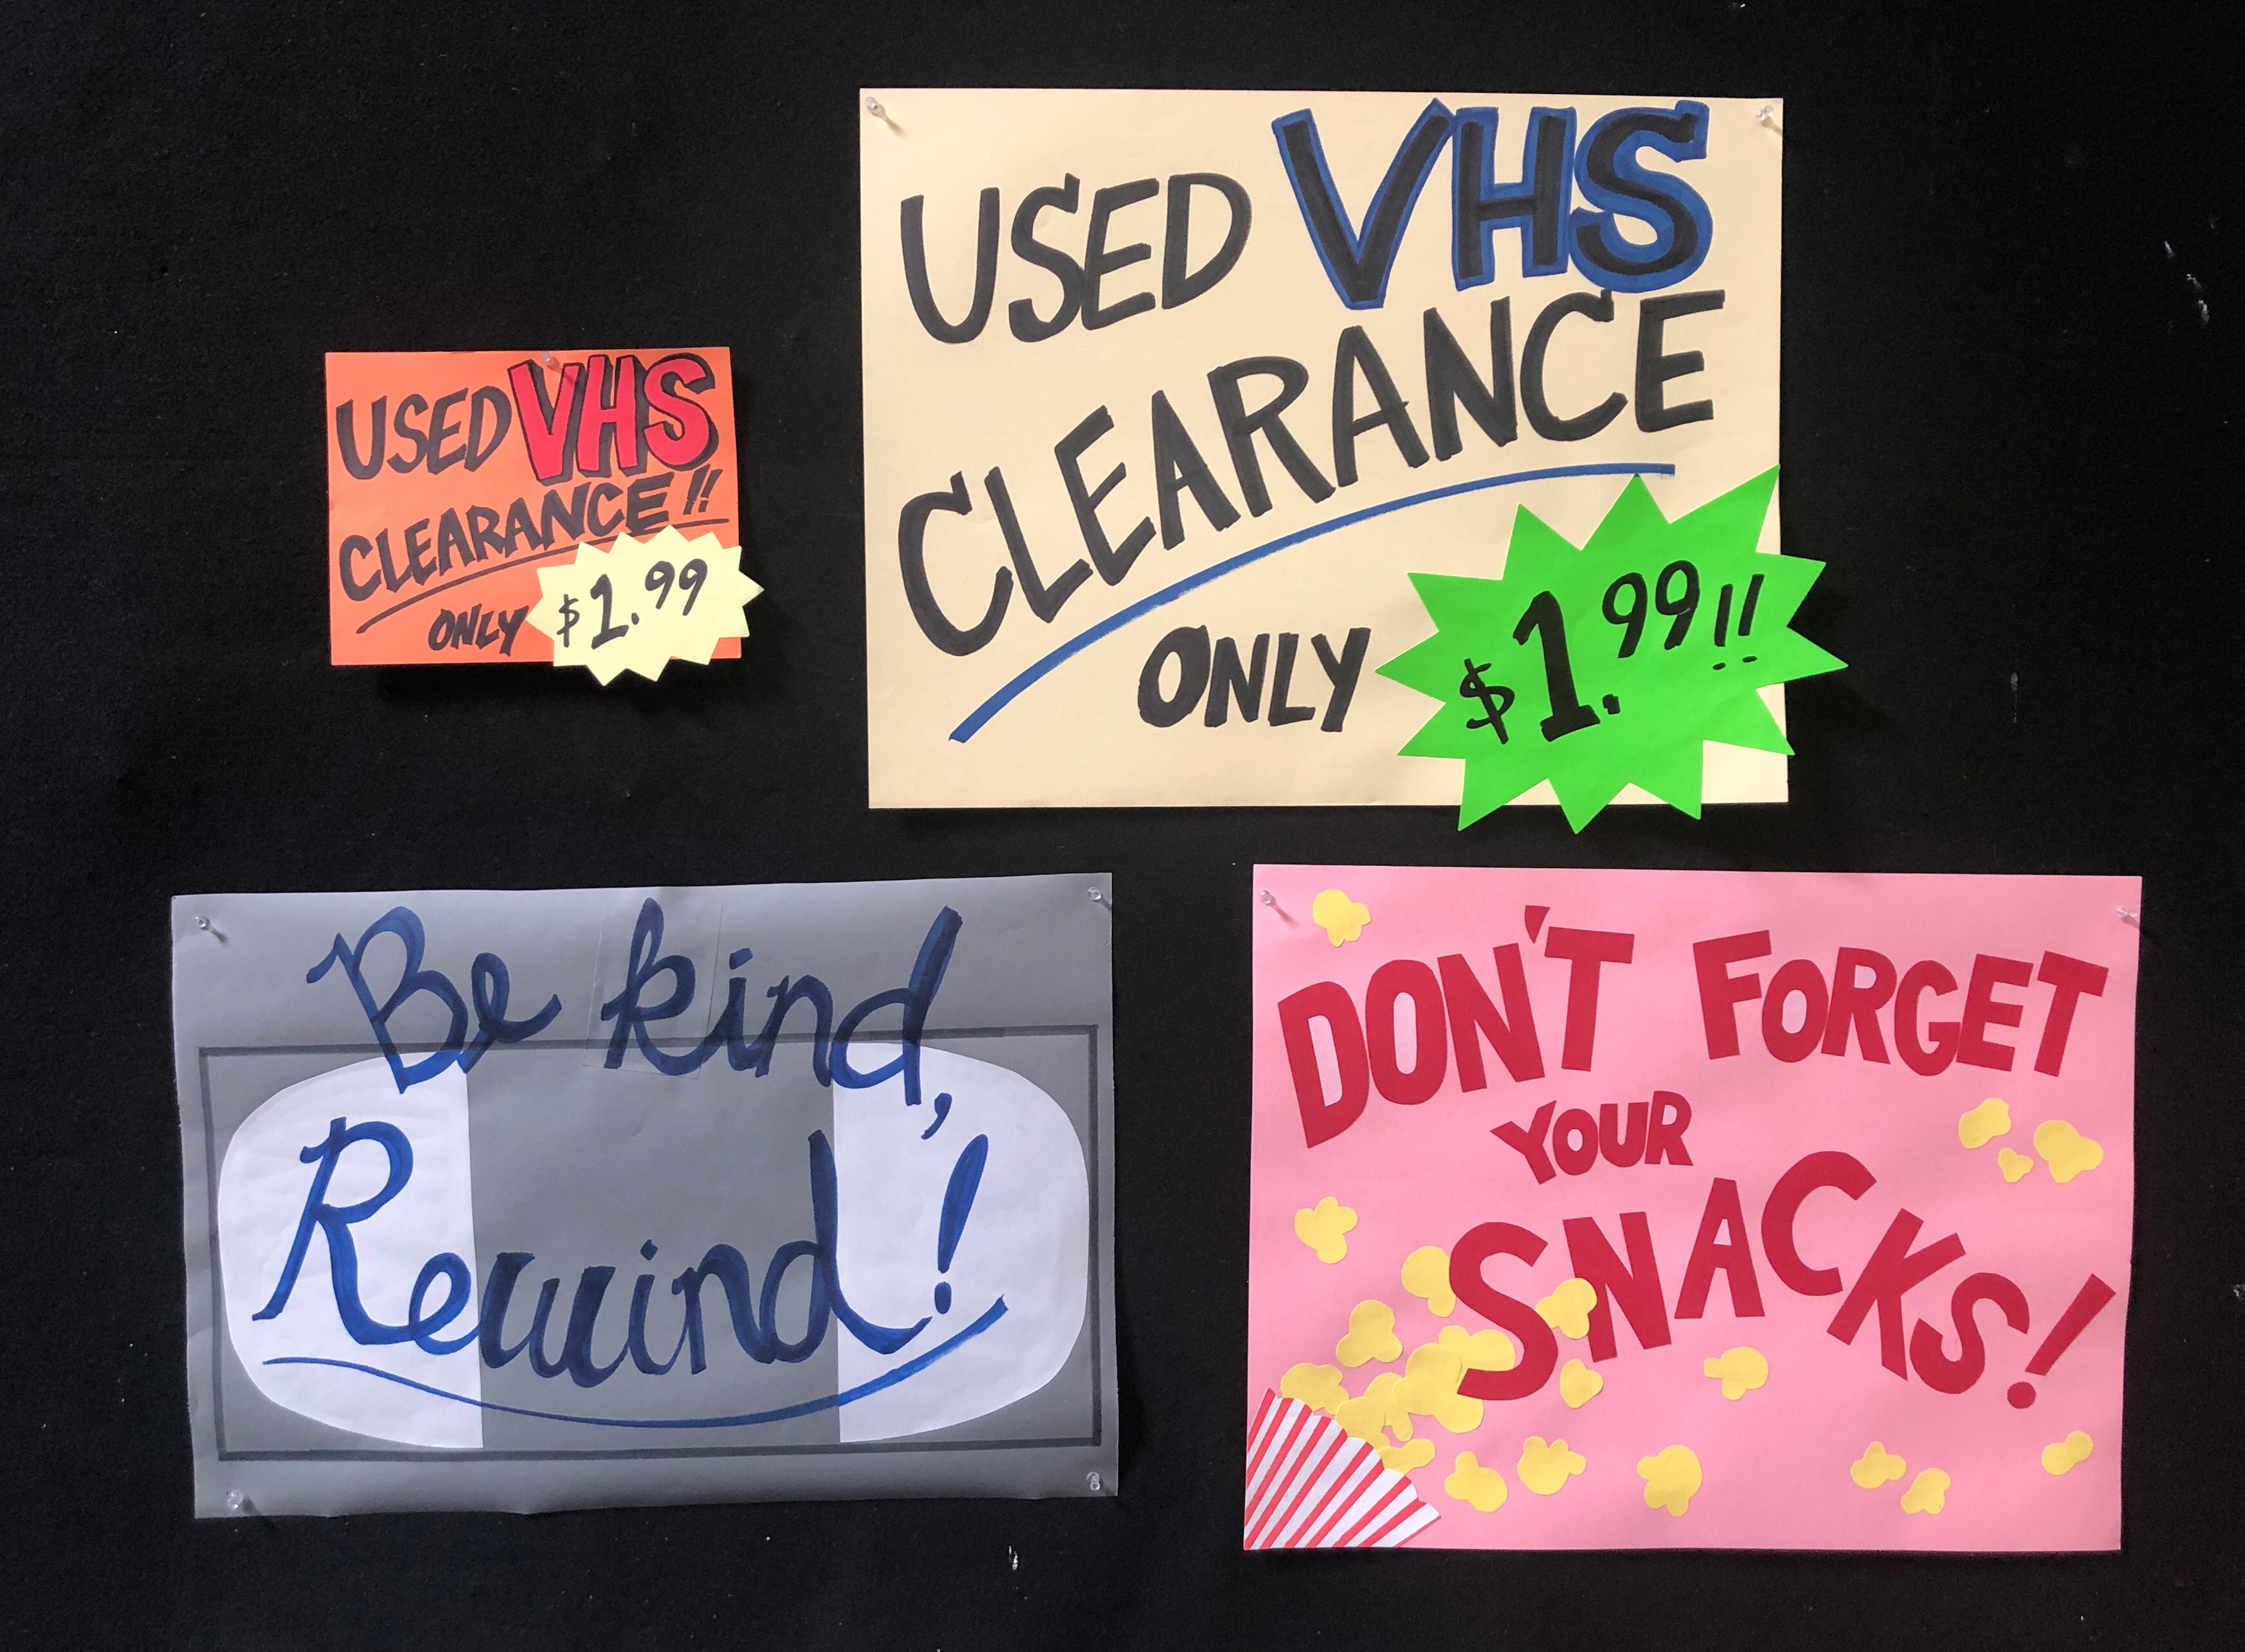 USED VHS
CLEARANCE!!
ONLY $1.99
USED VHS
CLEARANCE
ONLY $1.99!!
Be kind,
Rewind!
DON'T FORGET
YOUR
SNACKS!